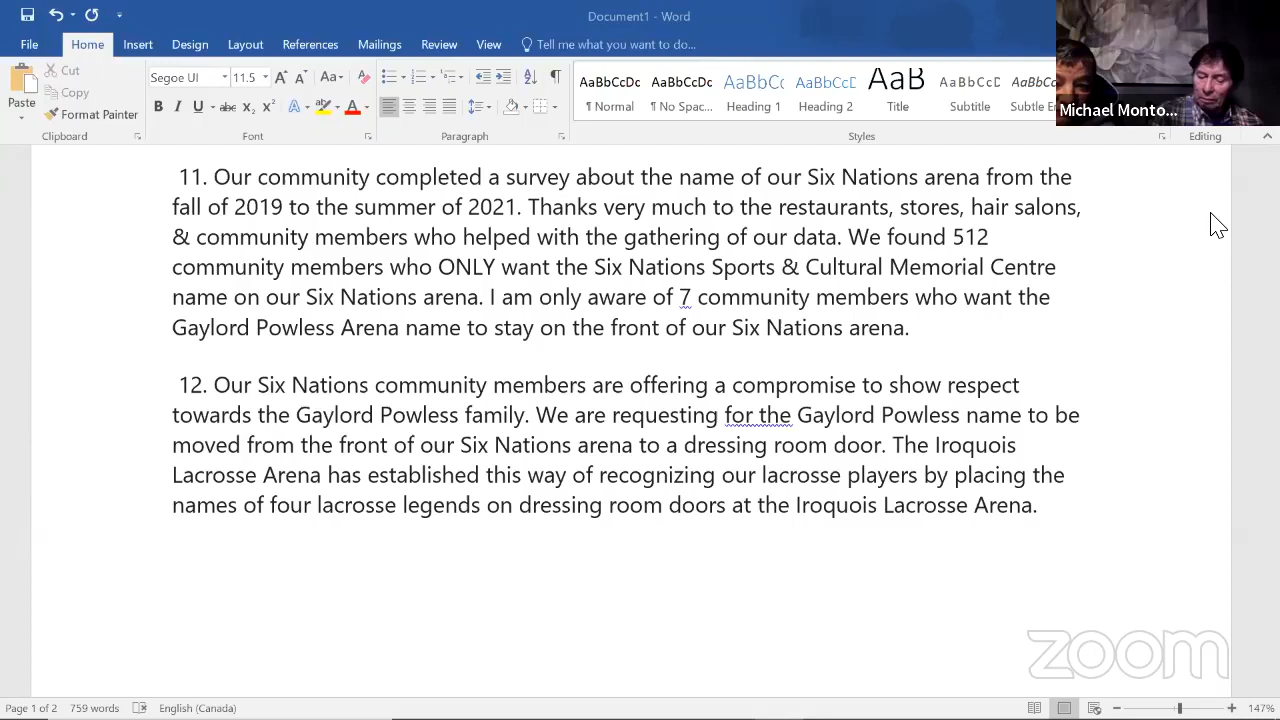 Document1 - Word
File Home Insert Design Layout References Mailings Review View Tell me what you want to do...
Cut
Copy
Format Painter
Paste
Segoe UI 11.5
AaBbCcDc AaBbCcDc AaBbCc AaBbCcD AaB AaBbCcD
¶ Normal ¶ No Spac... Heading 1 Heading 2 Title Subtitle Subtle
Clipboard Font Paragraph Styles Editing
Michael Monto...
11. Our community completed a survey about the name of our Six Nations arena from the
fall of 2019 to the summer of 2021. Thanks very much to the restaurants, stores, hair salons,
& community members who helped with the gathering of our data. We found 512
community members who ONLY want the Six Nations Sports & Cultural Memorial Centre
name on our Six Nations arena. I am only aware of 7 community members who want the
Gaylord Powless Arena name to stay on the front of our Six Nations arena.
12. Our Six Nations community members are offering a compromise to show respect
towards the Gaylord Powless family. We are requesting for the Gaylord Powless name to be
moved from the front of our Six Nations arena to a dressing room door. The Iroquois
Lacrosse Arena has established this way of recognizing our lacrosse players by placing the
names of four lacrosse legends on dressing room doors at the Iroquois Lacrosse Arena.
zoom
Page 1 of 2 759 words English (Canada) 147%